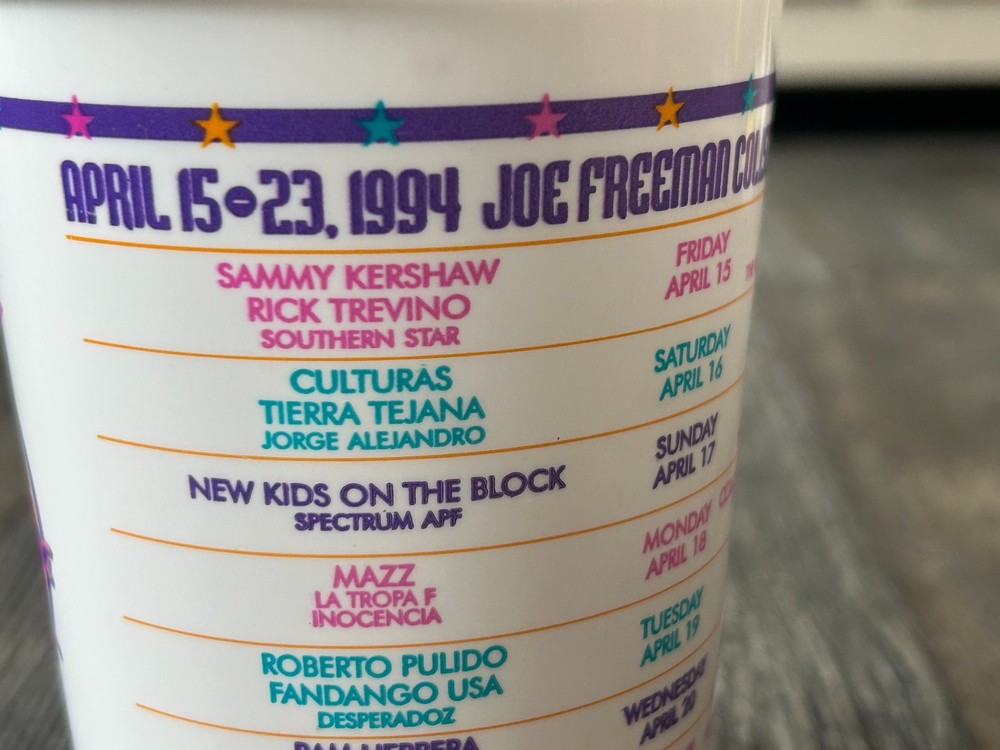 APRIL 15-23, 1994 JOE FREEMAN
SAMMY KERSHAW
RICK TREVINO
SOUTHERN STAR
FRIDAY
APRIL 15
CULTURAS
TIERRA TEJANA
JORGE ALEJANDRO
SATURDAY
APRIL 16
NEW KIDS ON THE BLOCK
SPECTRUM APF
SUNDAY
APRIL 17
MAZZ
LA TROPA F
INOCENCIA
MONDAY
APRIL 18
ROBERTO PULIDO
FANDANGO USA
DESPERADOZ
TUESDAY
APRIL 19
WEDNESDAY
APRIL 20